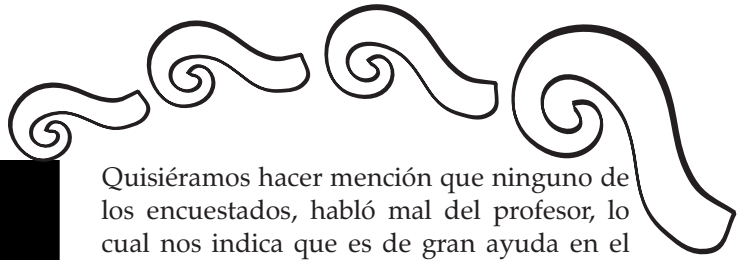 Quisiéramos hacer mención que ninguno de
los encuestados, habló mal del profesor, lo
cual nos indica que es de gran ayuda en el